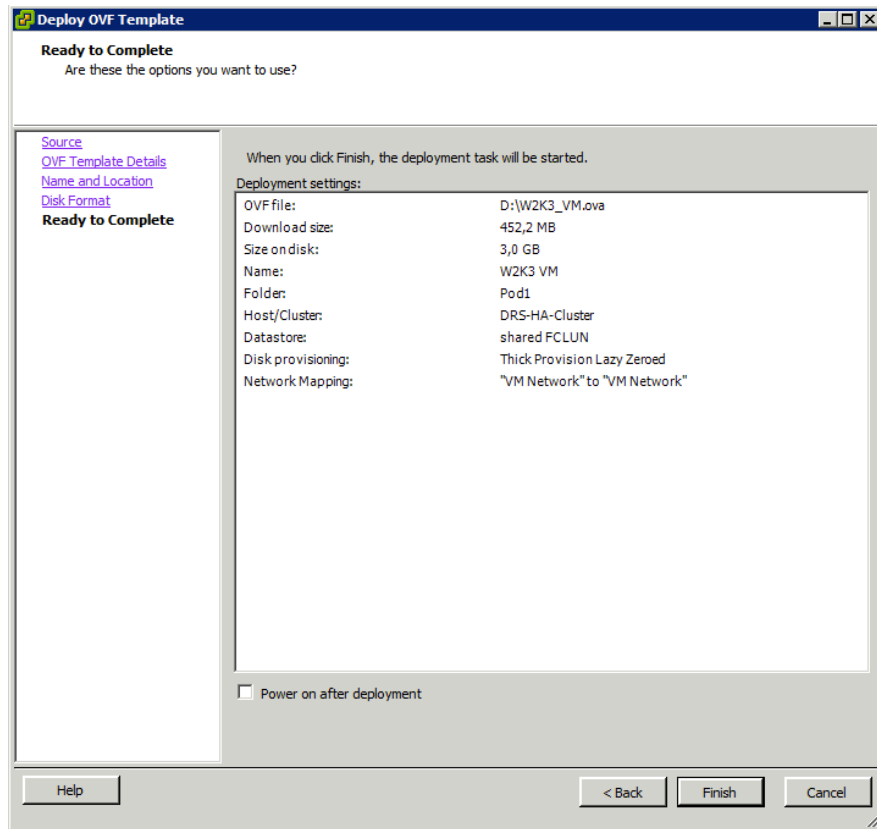 Deploy OVF Template
Ready to Complete
Are these the options you want to use?
Source
OVF Template Details
Name and Location
Disk Format
Ready to Complete
When you click Finish, the deployment task will be started.
Deployment settings:
OVF file: D:\W2K3_VM.ova
Download size: 452,2 MB
Size on disk: 3,0 GB
Name: W2K3 VM
Folder: Pod1
Host/Cluster: DRS-HA-Cluster
Datastore: shared FCLUN
Disk provisioning: Thick Provision Lazy Zeroed
Network Mapping: "VM Network" to "VM Network"
Power on after deployment
Help < Back Finish Cancel